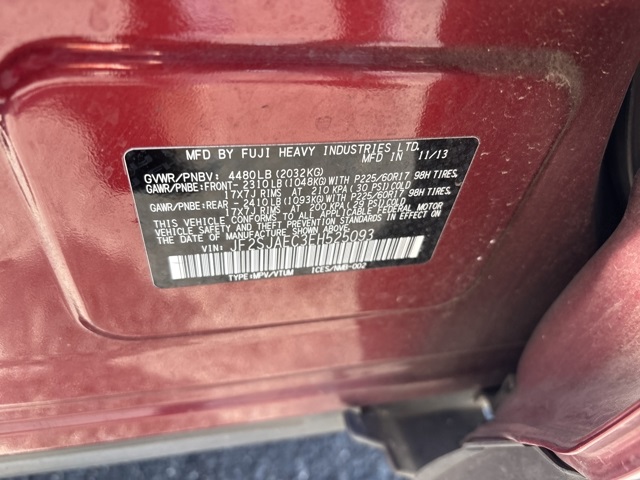 MFD BY FUJI HEAVY INDUSTRIES LTD.
MFD IN 11/13
GVWR/PNBV: 4480LB (2032KG)
GAWR/PNBE:FRONT- 2310LB(1048KG)WITH P225/60R17 98H TIRES,
17X7J RIMS AT 210 KPA(30 PSI)COLD
GAWR/PNBE:REAR - 2410LB(1093KG)WITH P225/60R17 98H TIRES,
17X7J RIMS AT 200 KPA(29 PSI)COLD
THIS VEHICLE CONFORMS TO ALL APPLICABLE FEDERAL MOTOR
VEHICLE SAFETY AND THEFT PREVENTION STANDARDS IN EFFECT
ON THE DATE OF MANUFACTURE SHOWN ABOVE.
VIN: JF2SJAEC3EH525093
TYPE:MPV/VTUM ICES/NMB-002